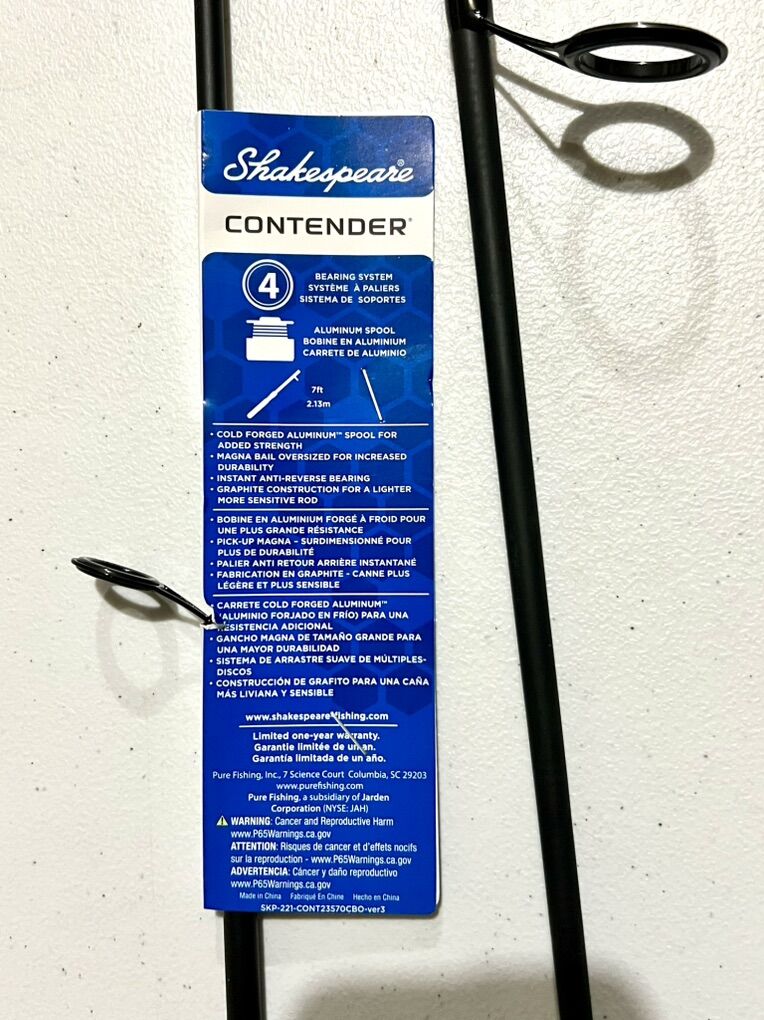 Shakespeare®
CONTENDER®
4
BEARING SYSTEM
SYSTÈME À PALIERS
SISTEMA DE SOPORTES
ALUMINUM SPOOL
BOBINE EN ALUMINIUM
CARRETE DE ALUMINIO
7ft
2.13m
• COLD FORGED ALUMINUM™ SPOOL FOR
ADDED STRENGTH
• MAGNA BAIL OVERSIZED FOR INCREASED
DURABILITY
• INSTANT ANTI-REVERSE BEARING
• GRAPHITE CONSTRUCTION FOR A LIGHTER
MORE SENSITIVE ROD
• BOBINE EN ALUMINIUM FORGÉ À FROID POUR
UNE PLUS GRANDE RÉSISTANCE
• PICK-UP MAGNA – SURDIMENSIONNÉ POUR
PLUS DE DURABILITÉ
• PALIER ANTI RETOUR ARRIÈRE INSTANTANÉ
• FABRICATION EN GRAPHITE - CANNE PLUS
LÉGÈRE ET PLUS SENSIBLE
• CARRETE COLD FORGED ALUMINUM™
(ALUMINIO FORJADO EN FRÍO) PARA UNA
RESISTENCIA ADICIONAL
• GANCHO MAGNA DE TAMAÑO GRANDE PARA
UNA MAYOR DURABILIDAD
• SISTEMA DE ARRASTRE SUAVE DE MÚLTIPLES-
DISCOS
• CONSTRUCCIÓN DE GRAFITO PARA UNA CAÑA
MÁS LIVIANA Y SENSIBLE
www.shakespeare-fishing.com
Limited one-year warranty.
Garantie limitée de un an.
Garantía limitada de un año.
Pure Fishing, Inc., 7 Science Court Columbia, SC 29203
www.purefishing.com
Pure Fishing, a subsidiary of Jarden
Corporation (NYSE: JAH)
WARNING: Cancer and Reproductive Harm
www.P65Warnings.ca.gov
ATTENTION: Risques de cancer et d'effets nocifs
sur la reproduction - www.P65Warnings.ca.gov
ADVERTENCIA: Cáncer y daño reproductivo
www.P65Warnings.ca.gov
Made in China Fabriqué En Chine Hecho en China
SKP-221-CONT23570CBO-ver3